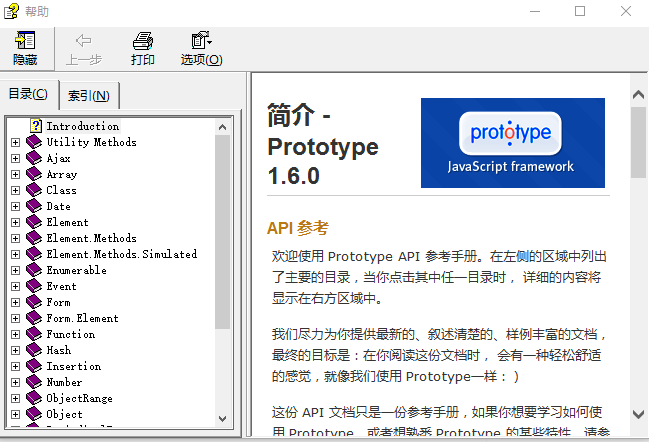 帮助
隐藏
上一步
打印
选项(O)
目录(C)
索引(N)
Introduction
Utility Methods
Ajax
Array
Class
Date
Element
Element.Methods
Element.Methods.Simulated
Enumerable
Event
Form
Form.Element
Function
Hash
Insertion
Number
ObjectRange
Object
简介 -
Prototype
1.6.0
prototype
JavaScript framework
API 参考
欢迎使用 Prototype API 参考手册。在左侧的区域中列出
了主要的目录，当你点击其中任一目录时， 详细的内容将
显示在右方区域中。
我们尽力为你提供最新的、叙述清楚的、样例丰富的文档，
最终的目标是：在你阅读这份文档时， 会有一种轻松舒适
的感觉，就像我们使用 Prototype一样：）
这份 API 文档只是一份参考手册，如果你想要学习如何使
用 Prototype，或者想熟悉 Prototype 的某些特性，请参